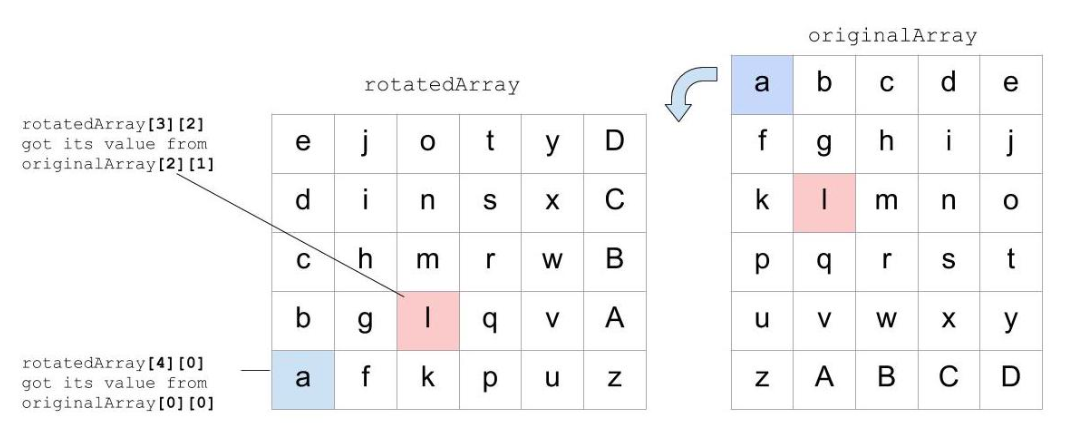 originalArray
rotatedArray
rotatedArray[3][2]
got its value from
originalArray[2][1]
e j o t y D
d i n s x C
c h m r w B
b g l q v A
a f k p u z
rotatedArray[4][0]
got its value from
originalArray[0][0]
a b c d e
f g h i j
k l m n o
p q r s t
u v w x y
z A B C D